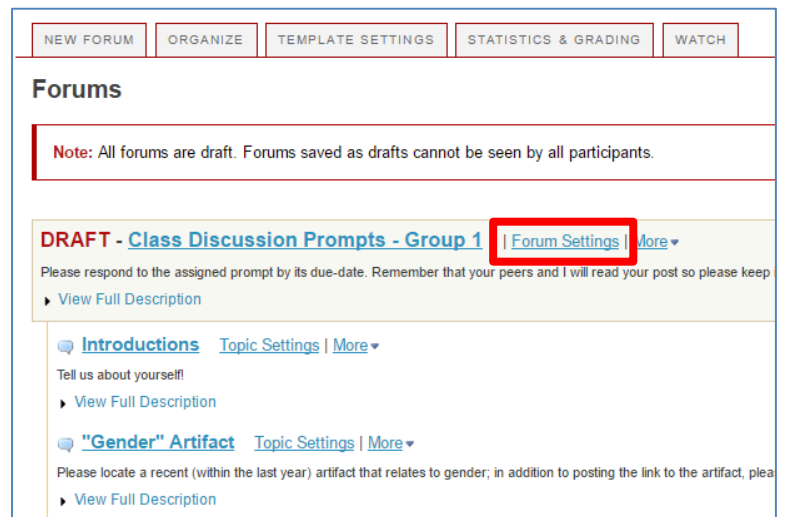 NEW FORUM ORGANIZE TEMPLATE SETTINGS STATISTICS & GRADING WATCH
Forums
Note: All forums are draft. Forums saved as drafts cannot be seen by all participants.
DRAFT - Class Discussion Prompts - Group 1 | Forum Settings | More
Please respond to the assigned prompt by its due-date. Remember that your peers and I will read your post so please keep
View Full Description
Introductions Topic Settings | More
Tell us about yourself!
View Full Description
"Gender" Artifact Topic Settings | More
Please locate a recent (within the last year) artifact that relates to gender; in addition to posting the link to the artifact,
View Full Description